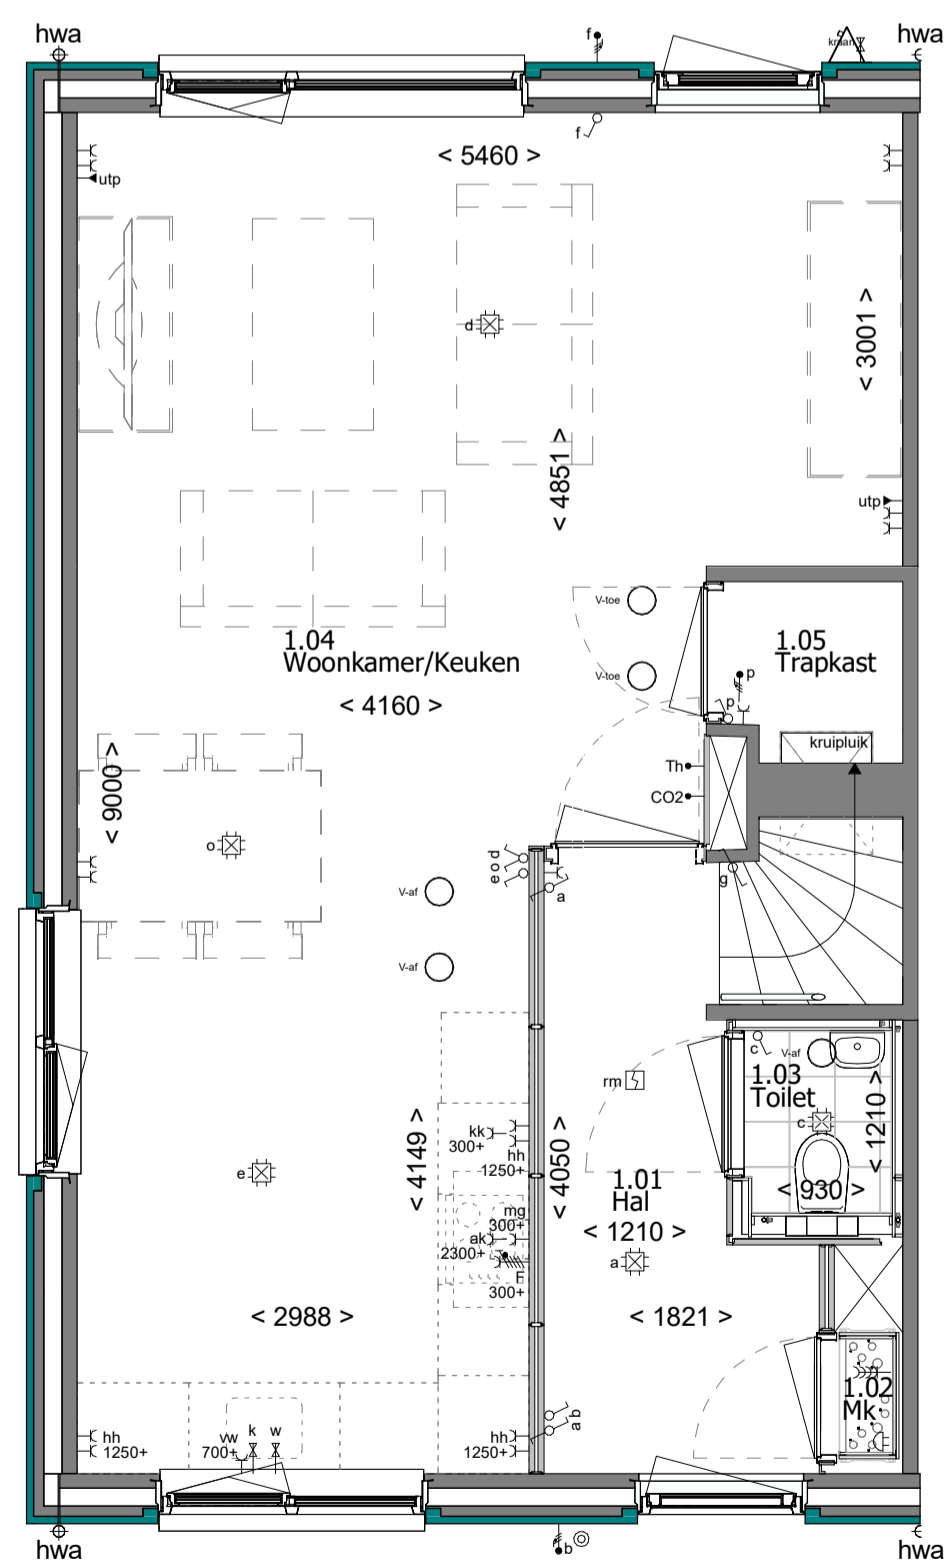 hwa
f
kraan
hwa
f
< 5460 >
utp
d
< 3001 >
< 4851 >
utp
V-toe
1.04
Woonkamer/Keuken
1.05
Trapkast
V-toe
p
p
< 4160 >
kruipluik
Th
CO2
< 9000 >
o
e o d
a
g
V-af
V-af
c
V-af
rm
1.03
Toilet
c
< 1210 >
kk
300+
hh
1250+
< 4149 >
< 4050 >
e
1.01
Hal
< 930 >
mg
300+
ak
2300+
< 1210 >
a
F
300+
< 2988 >
< 1821 >
1.02
Mk
hh
1250+
vw
700+
k
w
hh
1250+
a b
hwa
b
hwa